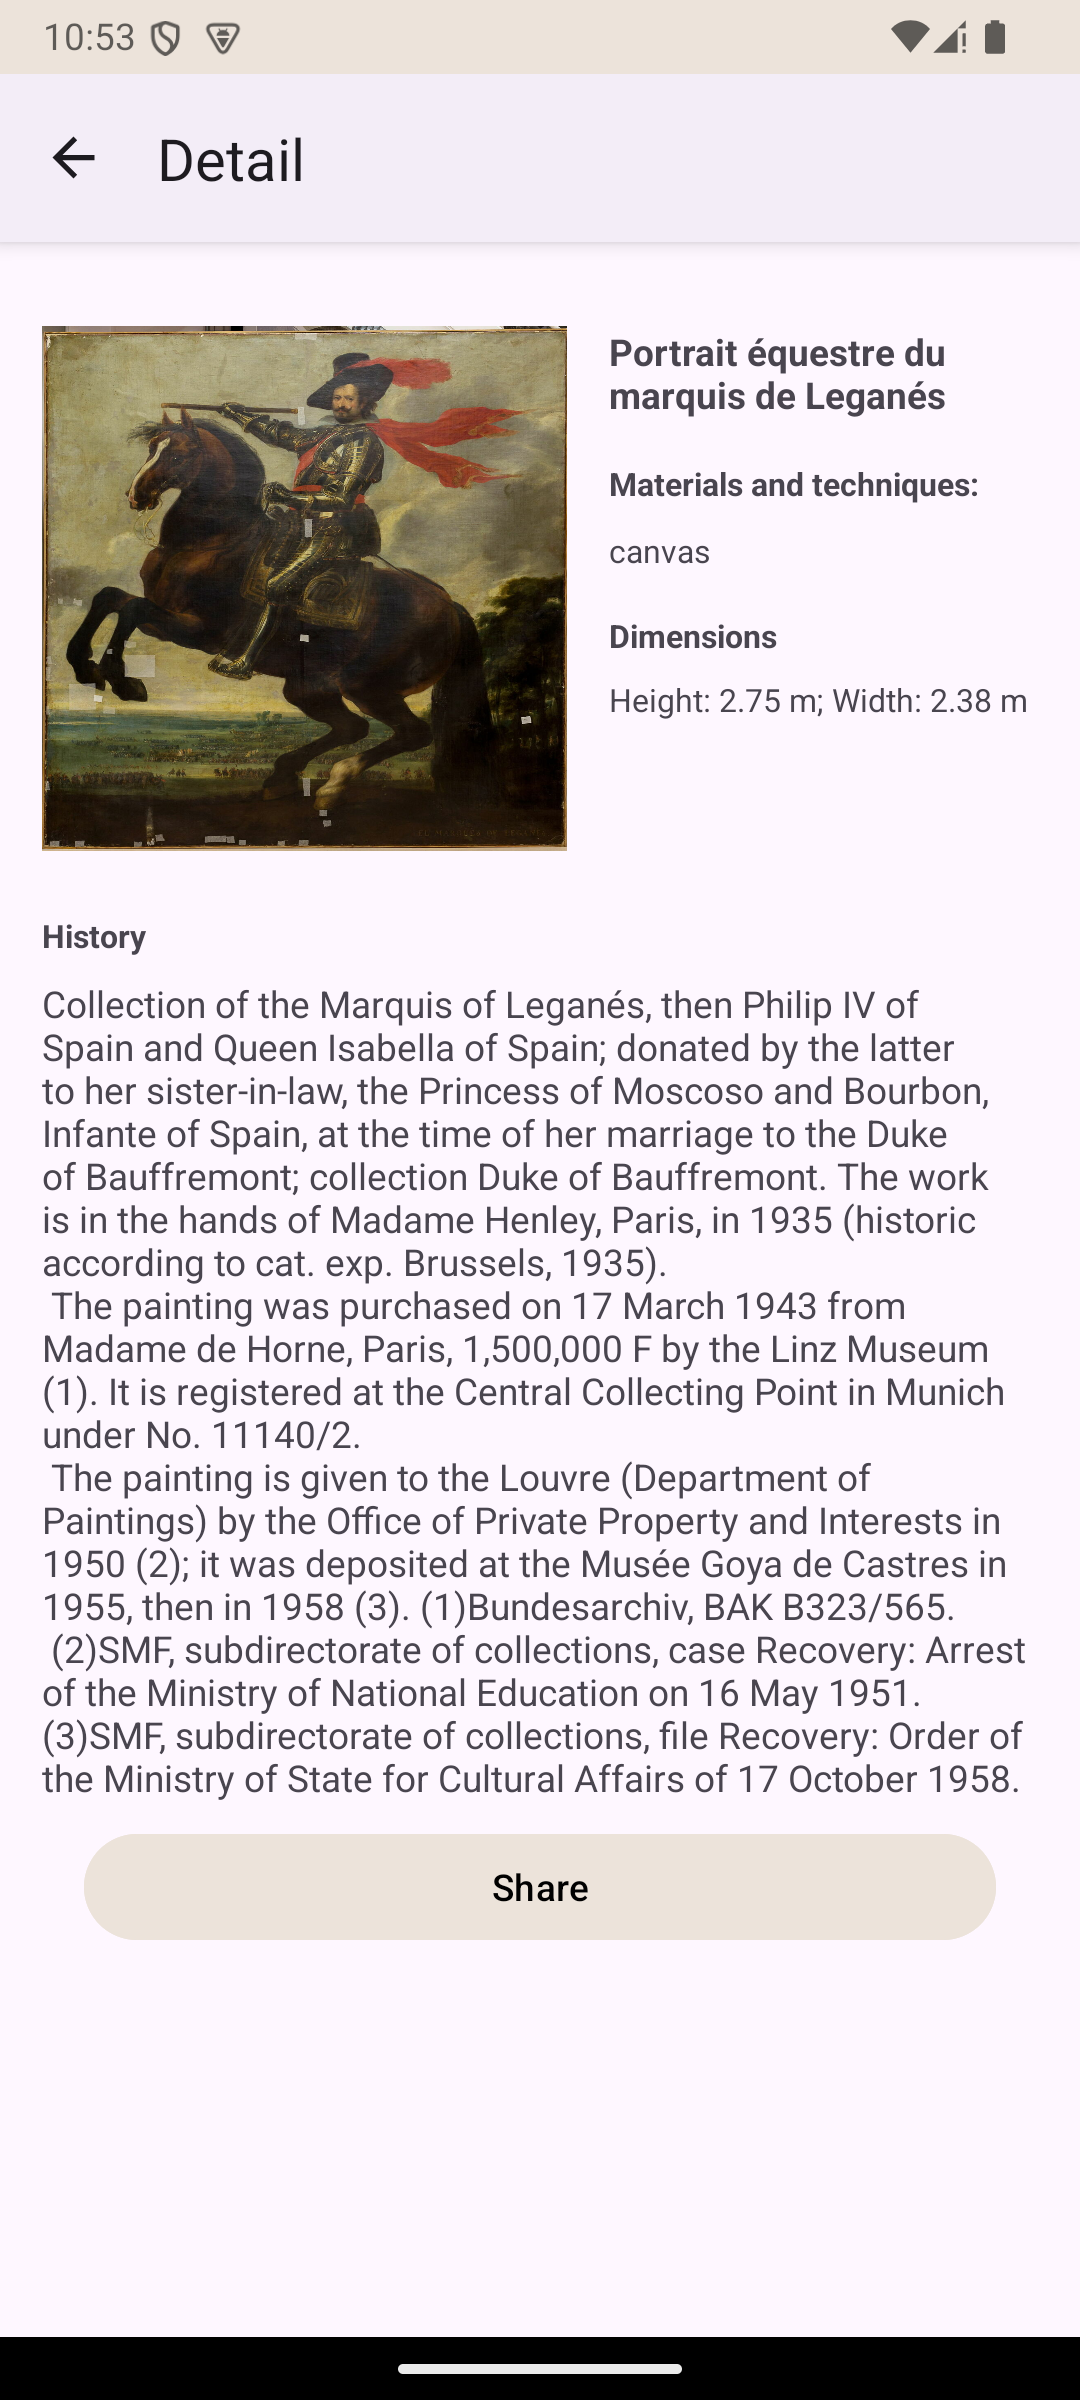 10:53
Detail
Portrait équestre du
marquis de Leganés
Materials and techniques:
canvas
Dimensions
Height: 2.75 m; Width: 2.38 m
History
Collection of the Marquis of Leganés, then Philip IV of
Spain and Queen Isabella of Spain; donated by the latter
to her sister-in-law, the Princess of Moscoso and Bourbon,
Infante of Spain, at the time of her marriage to the Duke
of Bauffremont; collection Duke of Bauffremont. The work
is in the hands of Madame Henley, Paris, in 1935 (historic
according to cat. exp. Brussels, 1935).
The painting was purchased on 17 March 1943 from
Madame de Horne, Paris, 1,500,000 F by the Linz Museum
(1). It is registered at the Central Collecting Point in Munich
under No. 11140/2.
The painting is given to the Louvre (Department of
Paintings) by the Office of Private Property and Interests in
1950 (2); it was deposited at the Musée Goya de Castres in
1955, then in 1958 (3). (1)Bundesarchiv, BAK B323/565.
(2)SMF, subdirectorate of collections, case Recovery: Arrest
of the Ministry of National Education on 16 May 1951.
(3)SMF, subdirectorate of collections, file Recovery: Order of
the Ministry of State for Cultural Affairs of 17 October 1958.
Share